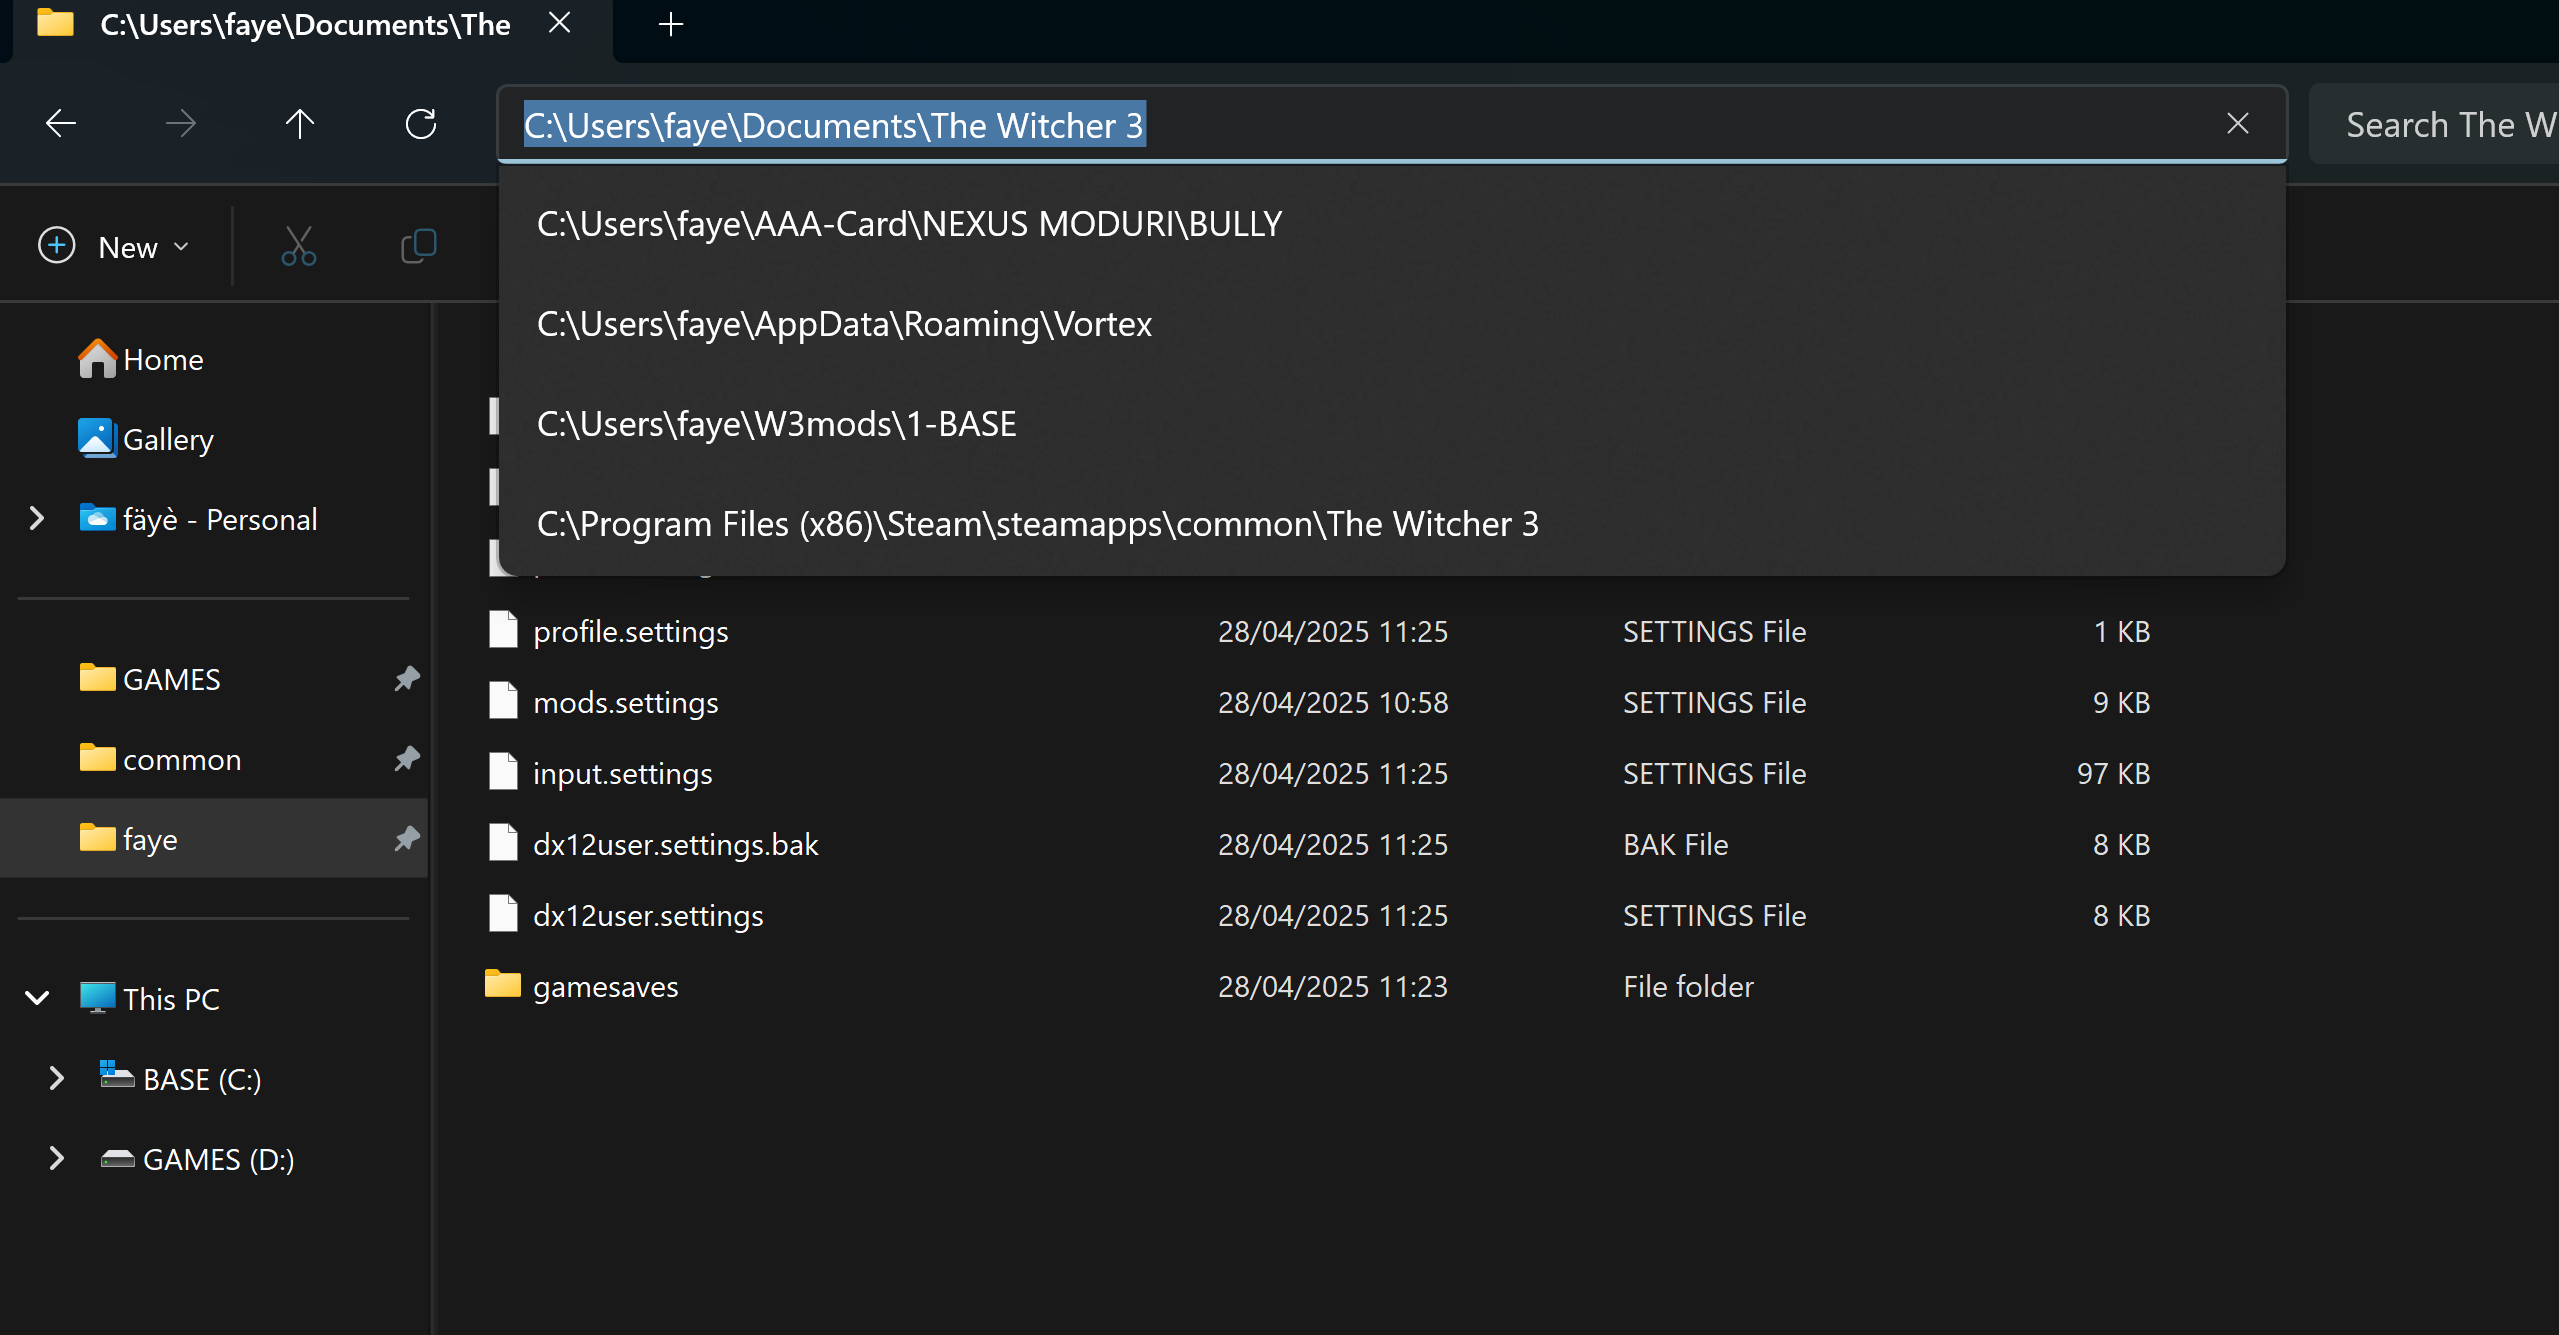 C:\Users\faye\Documents\The
C:\Users\faye\Documents\The Witcher 3
Search The W
New
C:\Users\faye\AAA-Card\NEXUS MODURI\BULLY
C:\Users\faye\AppData\Roaming\Vortex
C:\Users\faye\W3mods\1-BASE
C:\Program Files (x86)\Steam\steamapps\common\The Witcher 3
Home
Gallery
fäyè - Personal
GAMES
common
faye
This PC
BASE (C:)
GAMES (D:)
profile.settings 28/04/2025 11:25 SETTINGS File 1 KB
mods.settings 28/04/2025 10:58 SETTINGS File 9 KB
input.settings 28/04/2025 11:25 SETTINGS File 97 KB
dx12user.settings.bak 28/04/2025 11:25 BAK File 8 KB
dx12user.settings 28/04/2025 11:25 SETTINGS File 8 KB
gamesaves 28/04/2025 11:23 File folder